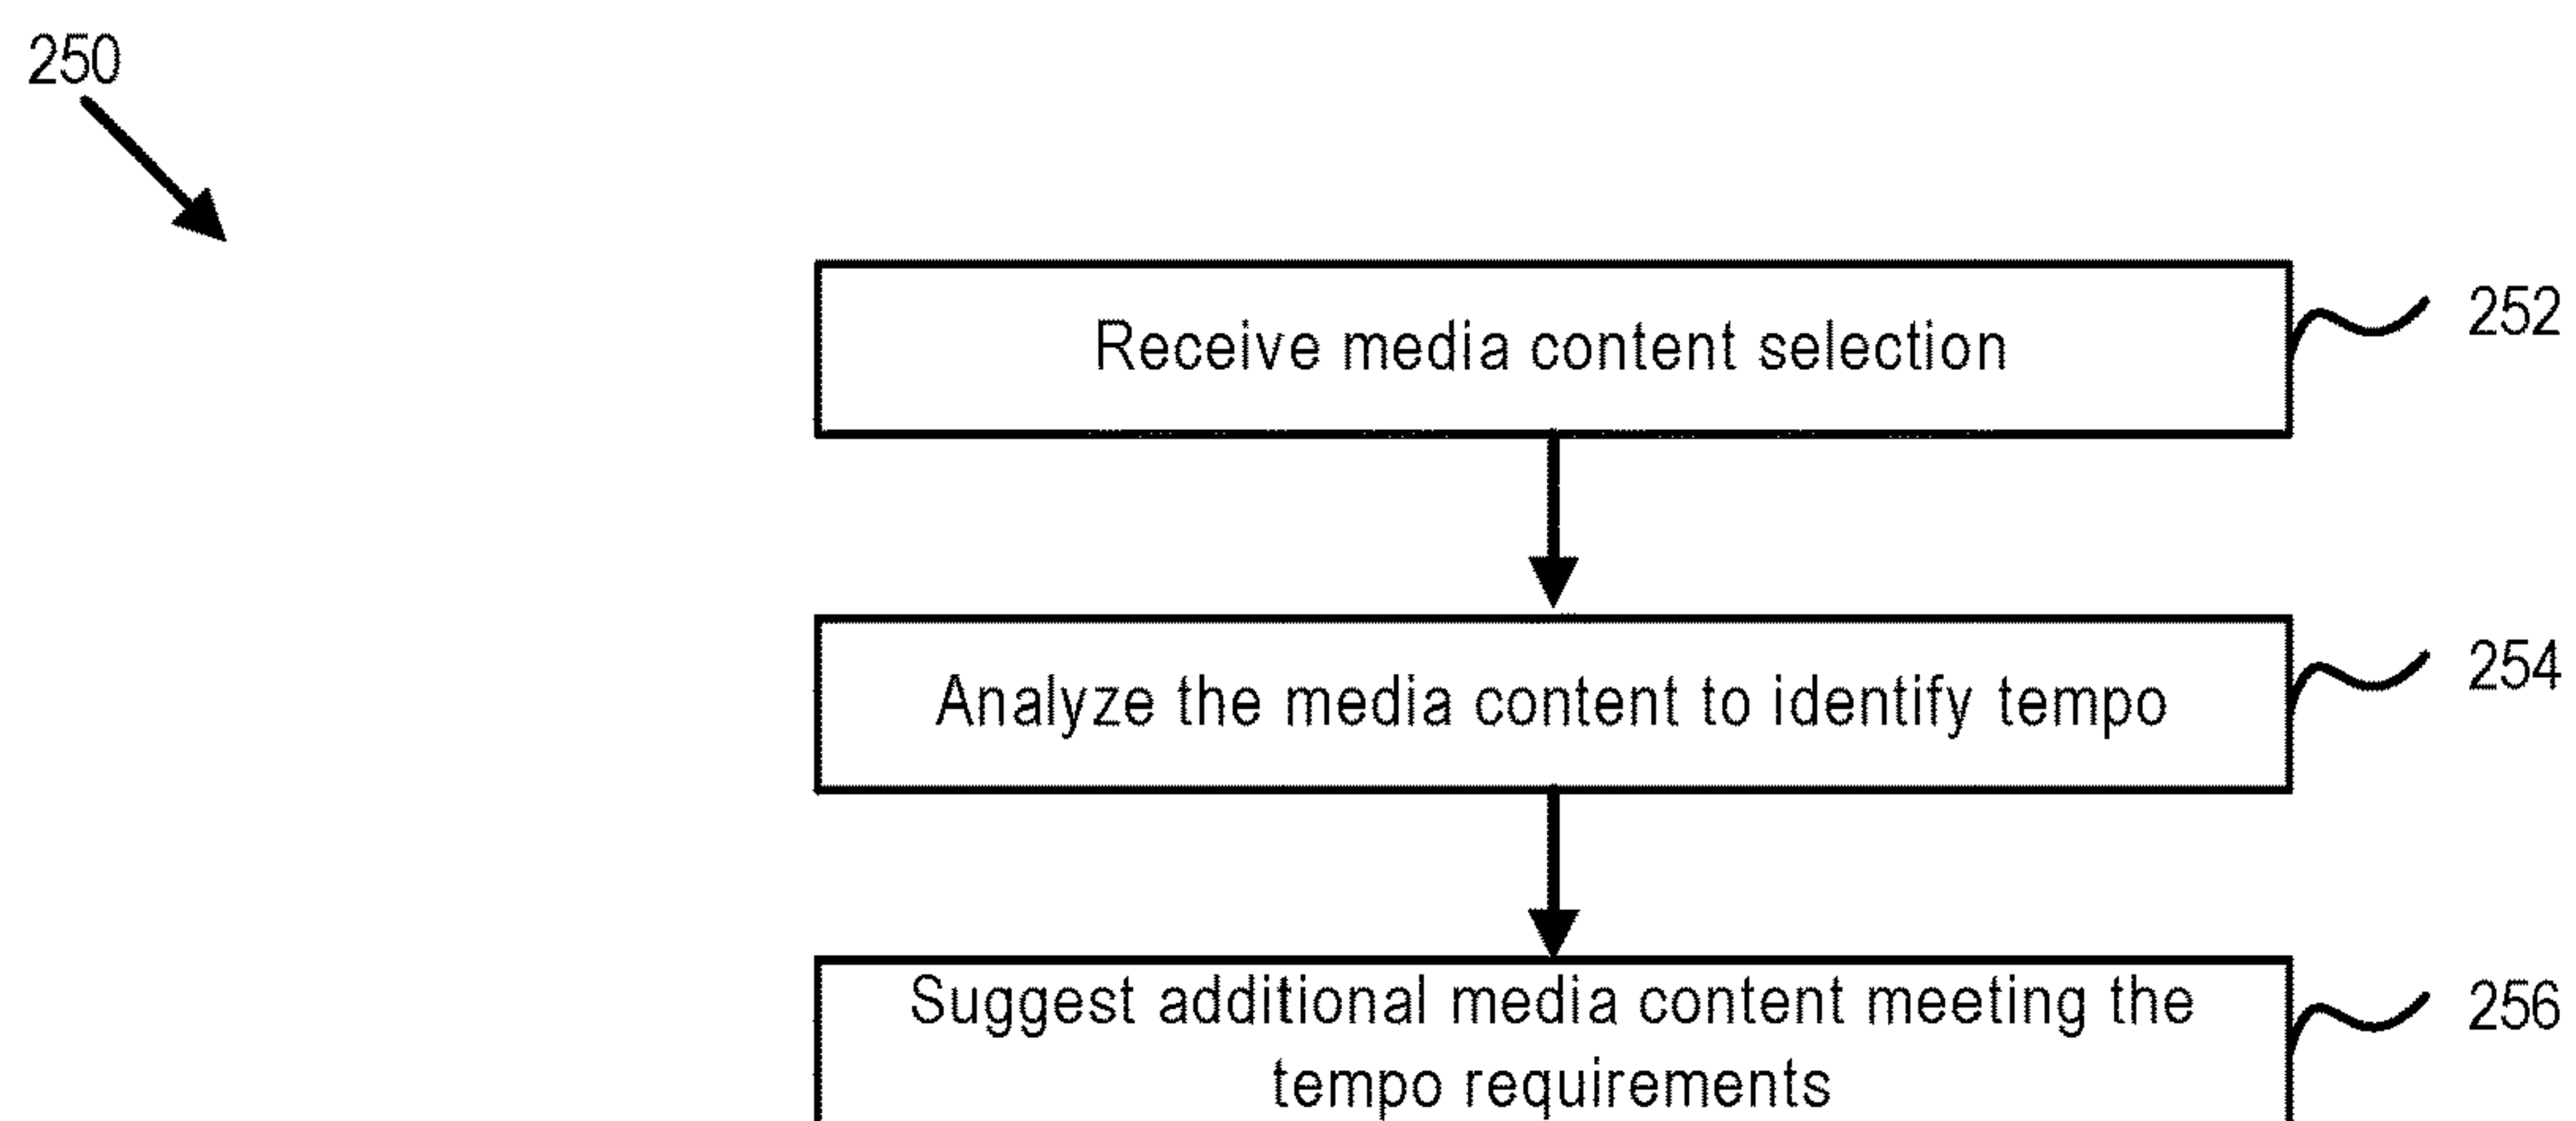 250
Receive media content selection
252
Analyze the media content to identify tempo
254
Suggest additional media content meeting the
tempo requirements
256